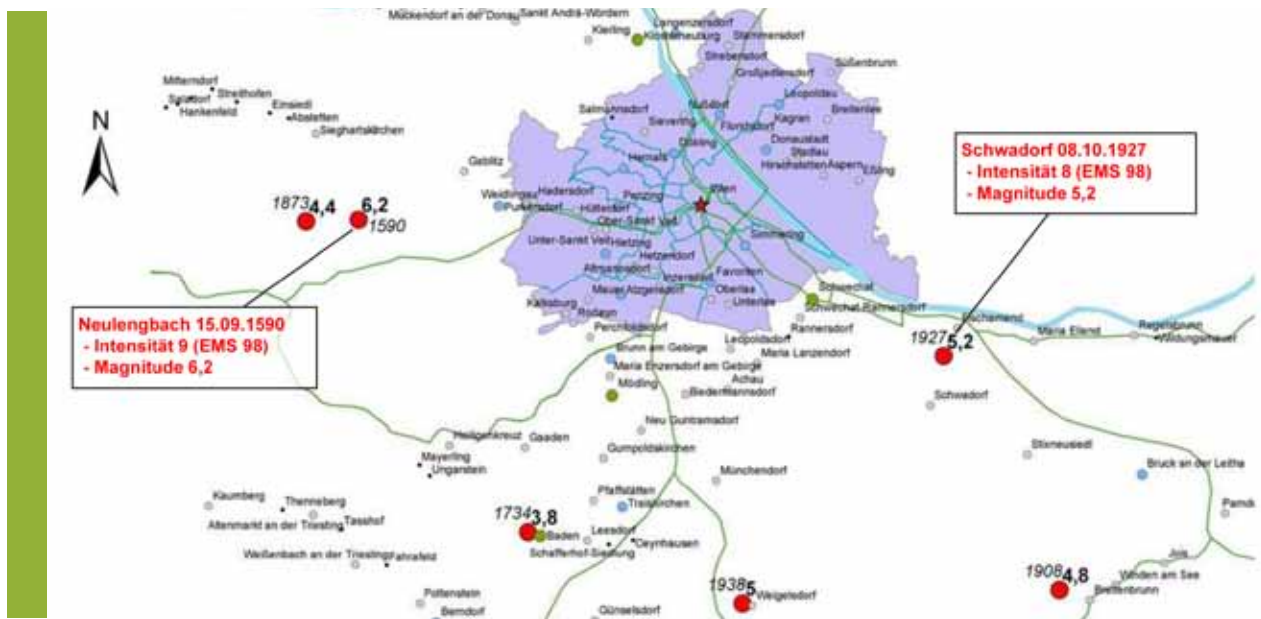 Muckendorf an der Donau
Sankt Andrä-Wördern
Kierling
Langenzersdorf
Klosterneuburg
Stammersdorf
Strebersdorf
Großjedlersdorf
Süßenbrunn
Mitterndorf
Streithofen
Hankenfeld
Einsiedl
Abstetten
Sieghartskirchen
N
Salmannsdorf
Sievering
Nußdorf
Leopoldau
Breitenlee
Kagran
Döbling
Donaustadt
Stadlau
Hirschstetten
Aspern
Eßling
Schwadorf 08.10.1927
- Intensität 8 (EMS 98)
- Magnitude 5,2
Gablitz
Hernals
Weidlingau
Hadersdorf
Penzing
Wien
Purkersdorf
Hütteldorf
Ober-Sankt Veit
1873 4,4
6,2
1590
Unter-Sankt Veit
Hietzing
Hetzendorf
Simmering
Altmannsdorf
Inzersdorf
Favoriten
Mauer
Atzgersdorf
Oberlaa
Unterlaa
Kalksburg
Rodaun
Schwechat
Schwechat-Rannersdorf
Neulengbach 15.09.1590
- Intensität 9 (EMS 98)
- Magnitude 6,2
Perchtoldsdorf
Rannersdorf
Fischamend
Maria Ellend
Regelsbrunn
Wildungsmauer
Leopoldsdorf
Brunn am Gebirge
Maria Lanzendorf
1927 5,2
Maria Enzersdorf am Gebirge
Mödling
Achau
Biedermannsdorf
Schwadorf
Neu Guntramsdorf
Heiligenkreuz
Gaaden
Gumpoldskirchen
Stixneusiedl
Mayerling
Unganstein
Münchendorf
Bruck an der Leitha
Kaumberg
Thenneberg
Pfaffstätten
Traiskirchen
Altenmarkt an der Triesting
Tasshof
1734 3,8
Baden
Leesdorf
Oeynhausen
Schafferhof-Siedlung
Weißenbach an der Triesting
Fahrafeld
Jois
Winden am See
Breitenbrunn
1908 4,8
1938 5
Weigelsdorf
Pottenstein
Berndorf
Günselsdorf